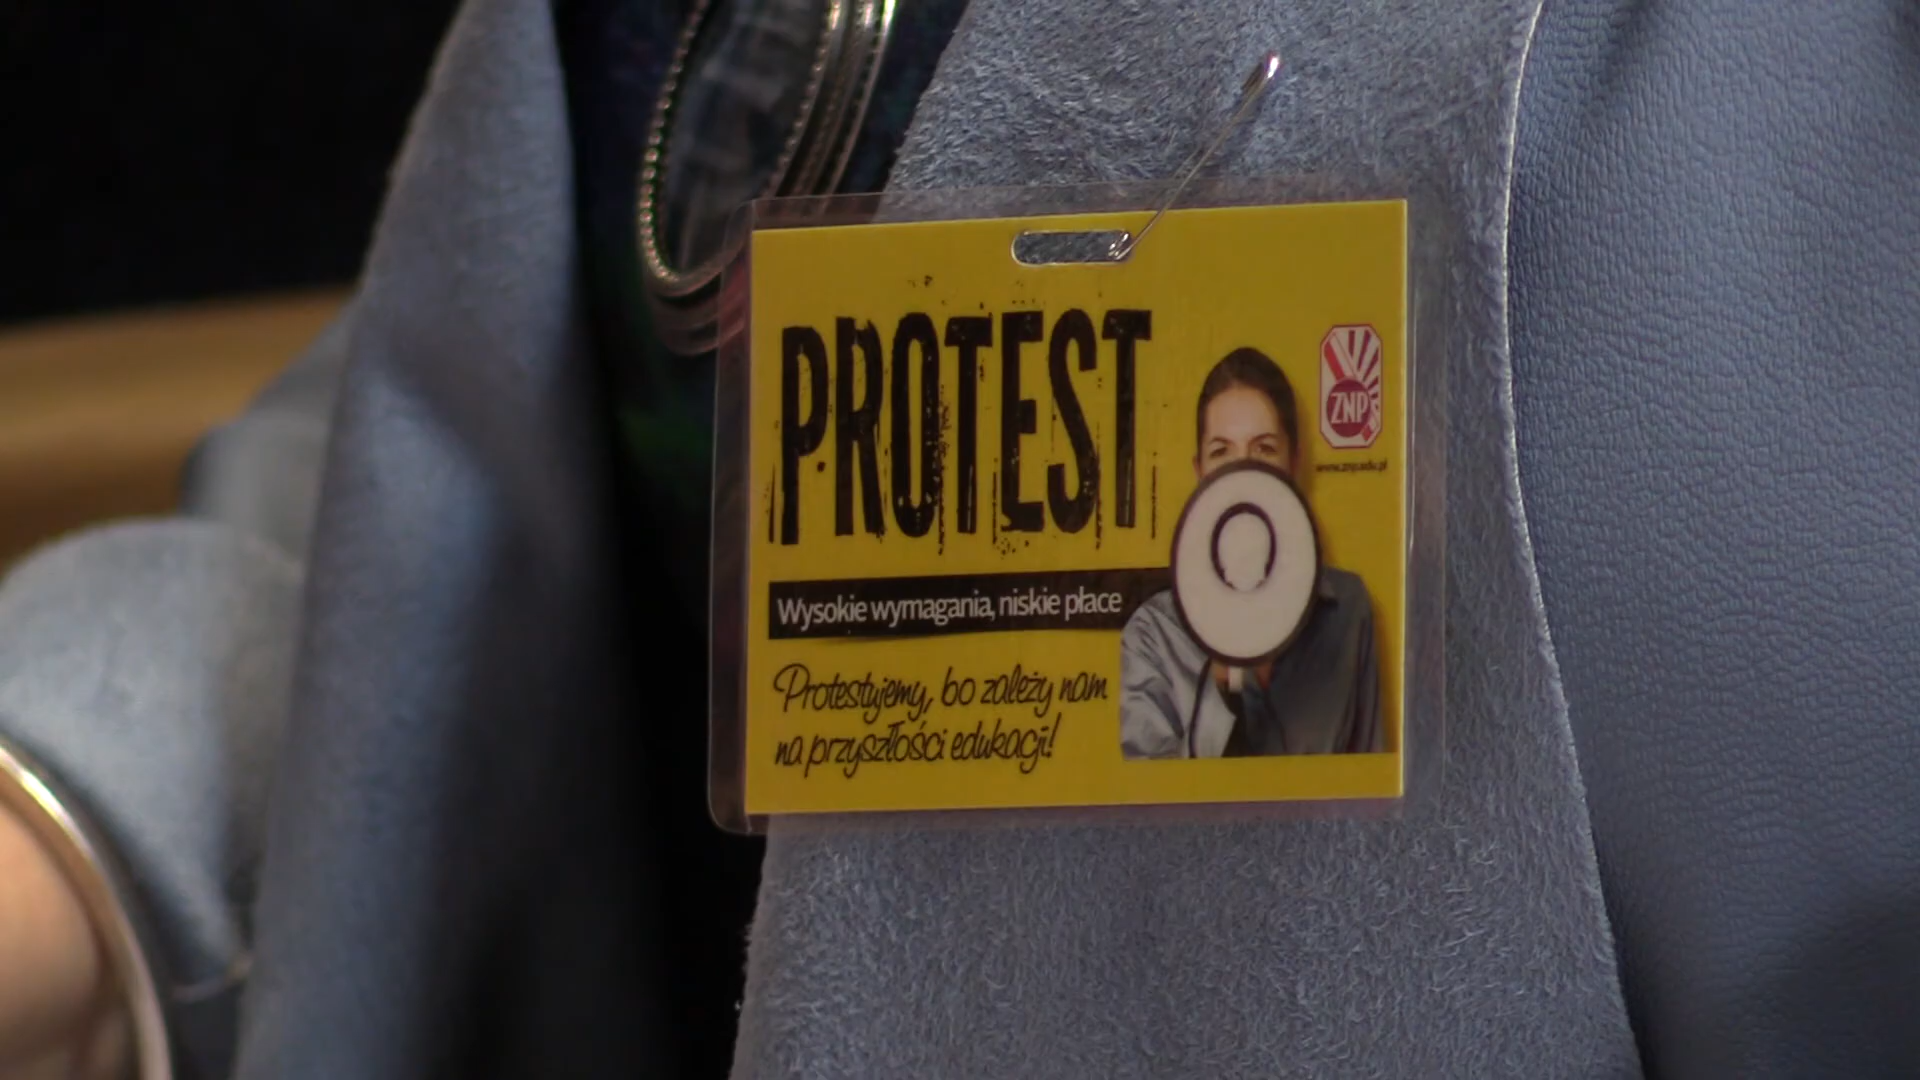 PROTEST
ZNP
www.znp.edu.pl
Wysokie wymagania, niskie płace
Protestujemy, bo zależy nam
na przyszłości edukacji!